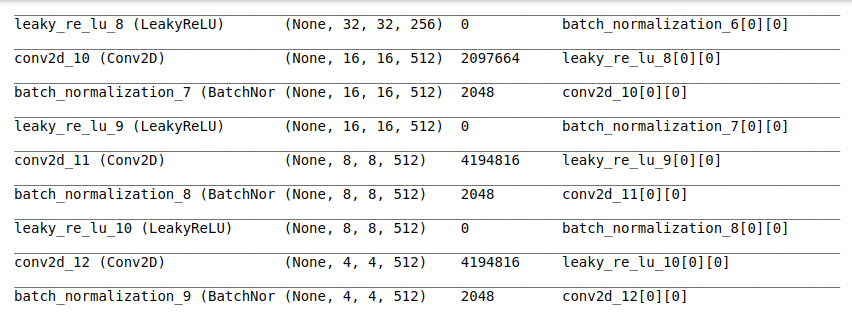 leaky_re_lu_8 (LeakyReLU) (None, 32, 32, 256) 0 batch_normalization_6[0][0]
conv2d_10 (Conv2D) (None, 16, 16, 512) 2097664 leaky_re_lu_8[0][0]
batch_normalization_7 (BatchNor (None, 16, 16, 512) 2048 conv2d_10[0][0]
leaky_re_lu_9 (LeakyReLU) (None, 16, 16, 512) 0 batch_normalization_7[0][0]
conv2d_11 (Conv2D) (None, 8, 8, 512) 4194816 leaky_re_lu_9[0][0]
batch_normalization_8 (BatchNor (None, 8, 8, 512) 2048 conv2d_11[0][0]
leaky_re_lu_10 (LeakyReLU) (None, 8, 8, 512) 0 batch_normalization_8[0][0]
conv2d_12 (Conv2D) (None, 4, 4, 512) 4194816 leaky_re_lu_10[0][0]
batch_normalization_9 (BatchNor (None, 4, 4, 512) 2048 conv2d_12[0][0]